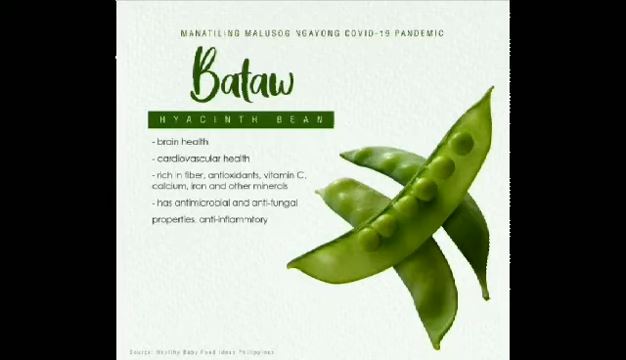 MANATILING MALUSOG NGAYONG COVID-19 PANDEMIC
Bataw
HYACINTH BEAN
- brain health
- cardiovascular health
- rich in fiber, antioxidants, vitamin C,
calcium, iron and other minerals
- has antimicrobial and anti-fungal
properties, anti-inflammtory
Source: Healthy Baby Food Ideas Philippines